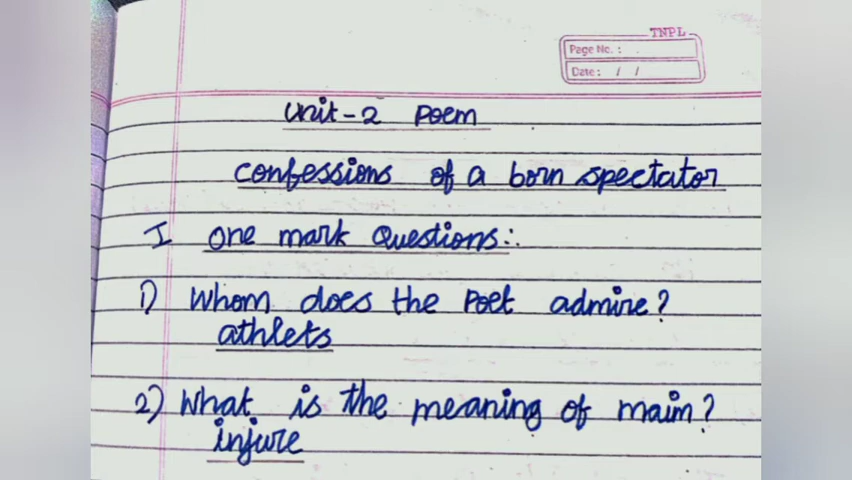 TNPL
Page No. :
Date : / /
Unit-2 Poem
Confessions of a born spectator
I One mark Questions:.
1) Whom does the Poet admire?
athlets
2) What is the meaning of maim?
injure